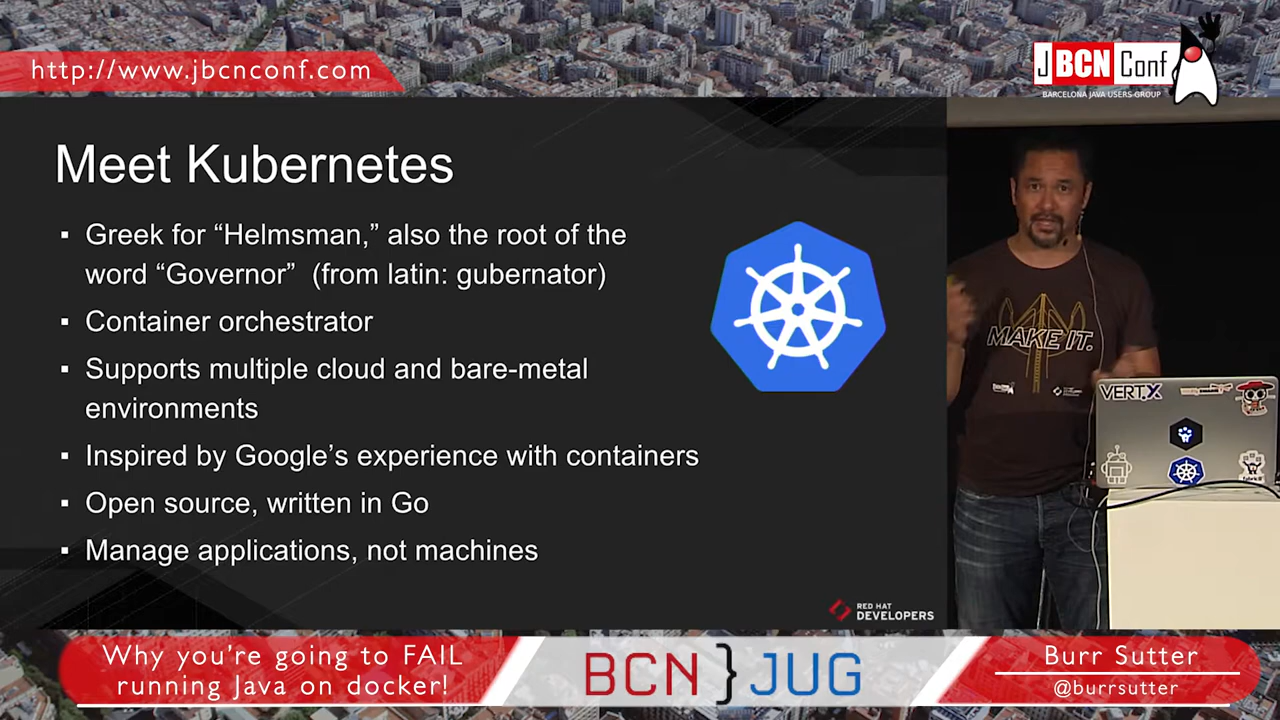 http://www.jbcnconf.com
JBCN Conf
BARCELONA JAVA USERS GROUP
Meet Kubernetes
▪ Greek for “Helmsman,” also the root of the
word “Governor” (from latin: gubernator)
▪ Container orchestrator
▪ Supports multiple cloud and bare-metal
environments
▪ Inspired by Google’s experience with containers
▪ Open source, written in Go
▪ Manage applications, not machines
MAKE IT.
VERT.X
RED HAT
DEVELOPERS
Why you’re going to FAIL
running Java on docker!
BCN}JUG
Burr Sutter
@burrsutter